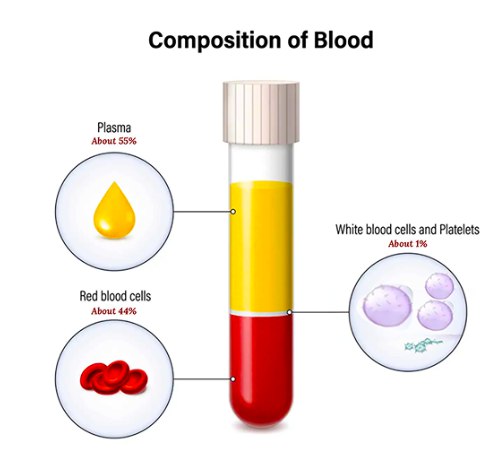 Composition of Blood
Plasma
About 55%
White blood cells and Platelets
About 1%
Red blood cells
About 44%